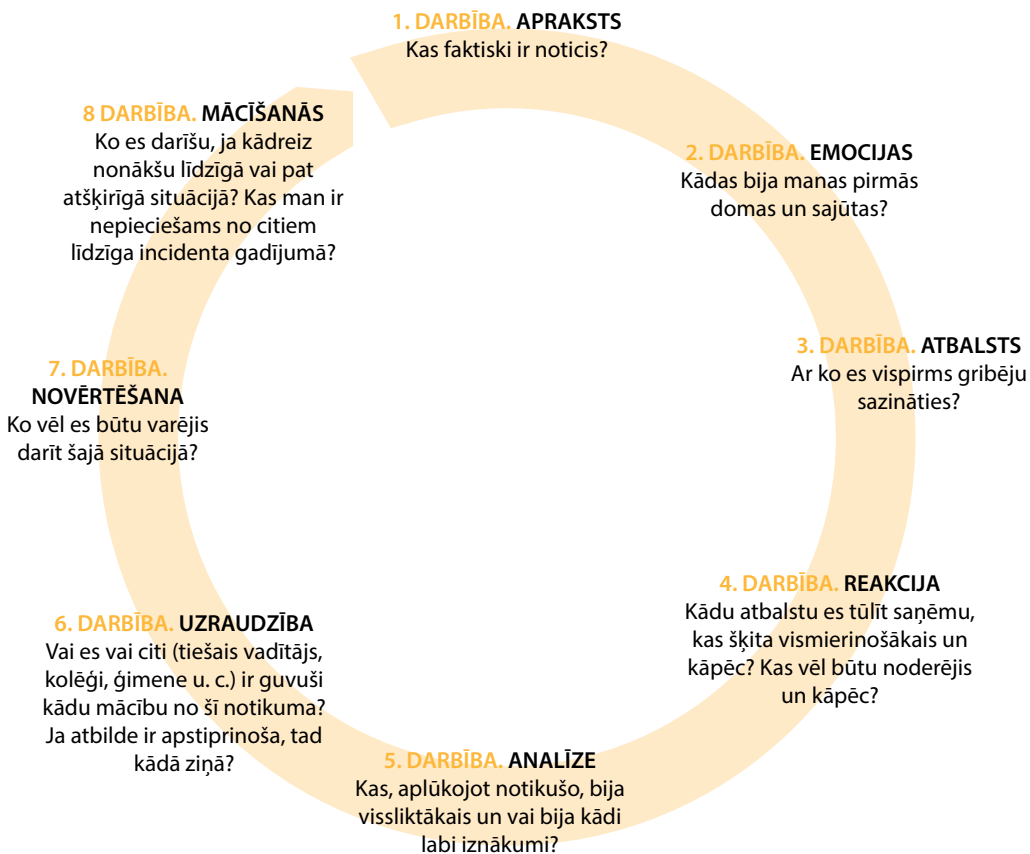 1. DARBĪBA. APRAKSTS
Kas faktiski ir noticis?
2. DARBĪBA. EMOCIJAS
Kādas bija manas pirmās
domas un sajūtas?
3. DARBĪBA. ATBALSTS
Ar ko es vispirms gribēju
sazināties?
4. DARBĪBA. REAKCIJA
Kādu atbalstu es tūlīt saņēmu,
kas šķita vismierinošākais un
kāpēc? Kas vēl būtu noderējis
un kāpēc?
5. DARBĪBA. ANALĪZE
Kas, aplūkojot notikušo, bija
vissliktākais un vai bija kādi
labi iznākumi?
6. DARBĪBA. UZRAUDZĪBA
Vai es vai citi (tiešais vadītājs,
kolēģi, ģimene u. c.) ir guvuši
kādu mācību no šī notikuma?
Ja atbilde ir apstiprinoša, tad
kādā ziņā?
7. DARBĪBA.
NOVĒRTĒŠANA
Ko vēl es būtu varējis
darīt šajā situācijā?
8 DARBĪBA. MĀCĪŠANĀS
Ko es darīšu, ja kādreiz
nonākšu līdzīgā vai pat
atšķirīgā situācijā? Kas man ir
nepieciešams no citiem
līdzīga incidenta gadījumā?